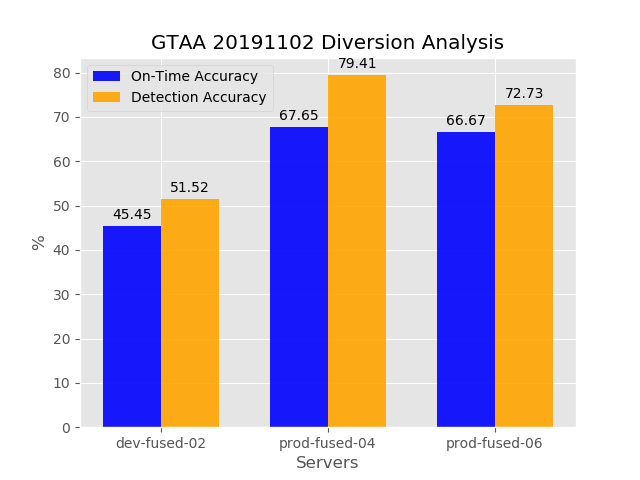 GTAA 20191102 Diversion Analysis
On-Time Accuracy
Detection Accuracy
80
70
60
50
40
30
20
10
0
%
45.45
51.52
67.65
79.41
66.67
72.73
dev-fused-02
prod-fused-04
prod-fused-06
Servers